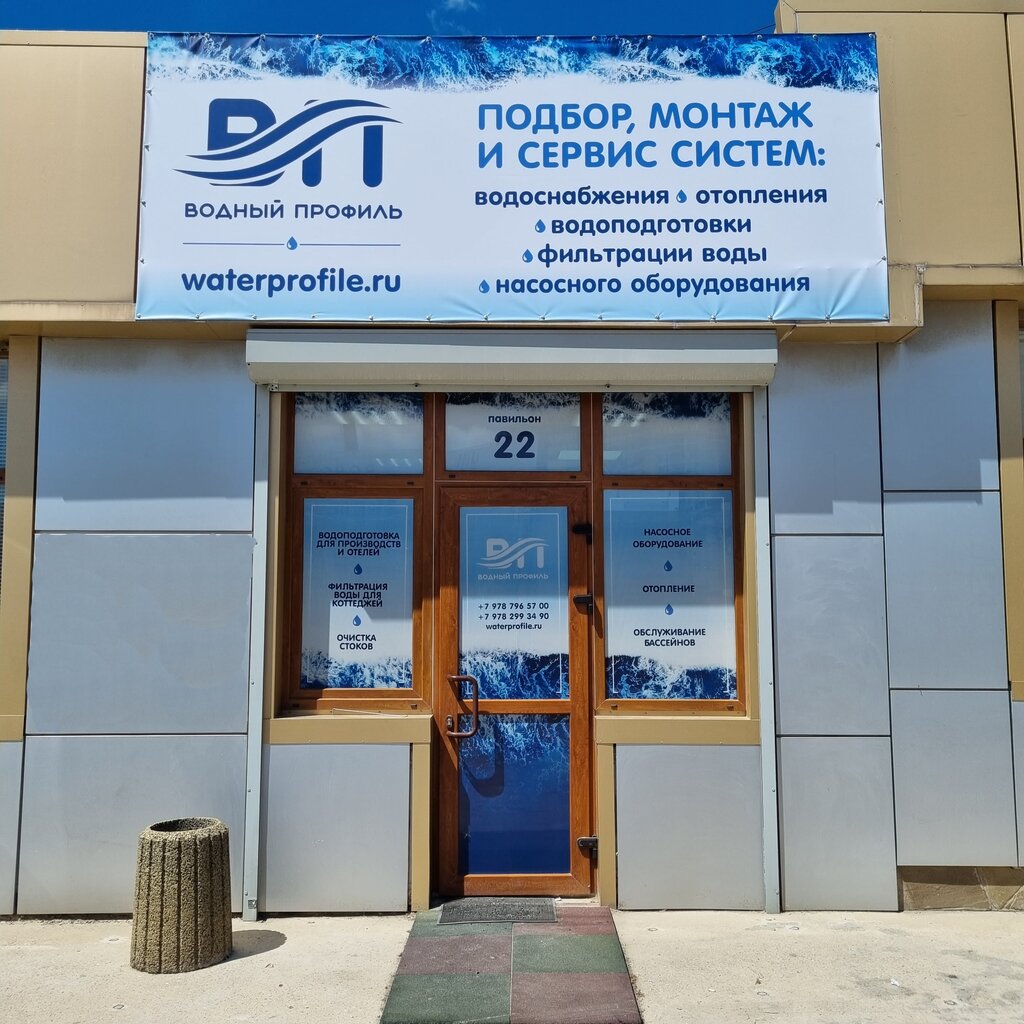 ВП
ВОДНЫЙ ПРОФИЛЬ
waterprofile.ru
ПОДБОР, МОНТАЖ
И СЕРВИС СИСТЕМ:
водоснабжения отопления
водоподготовки
фильтрации воды
насосного оборудования
павильон
22
ВОДОПОДГОТОВКА
ДЛЯ ПРОИЗВОДСТВ
И ОТЕЛЕЙ
ФИЛЬТРАЦИЯ
ВОДЫ ДЛЯ
КОТТЕДЖЕЙ
ОЧИСТКА
СТОКОВ
ВП
ВОДНЫЙ ПРОФИЛЬ
+7 978 796 57 00
+7 978 299 34 90
waterprofile.ru
НАСОСНОЕ
ОБОРУДОВАНИЕ
ОТОПЛЕНИЕ
ОБСЛУЖИВАНИЕ
БАССЕЙНОВ